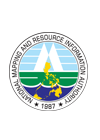 NATIONAL MAPPING AND RESOURCE INFORMATION AUTHORITY
1987